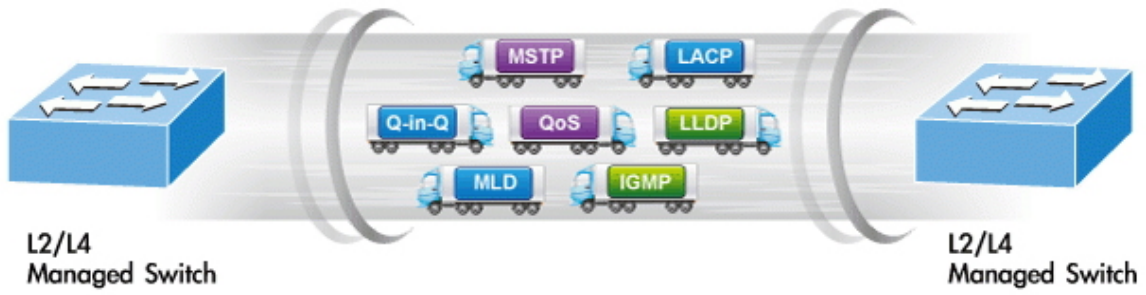 MSTP
LACP
Q-in-Q
QoS
LLDP
MLD
IGMP
L2/L4
Managed Switch
L2/L4
Managed Switch